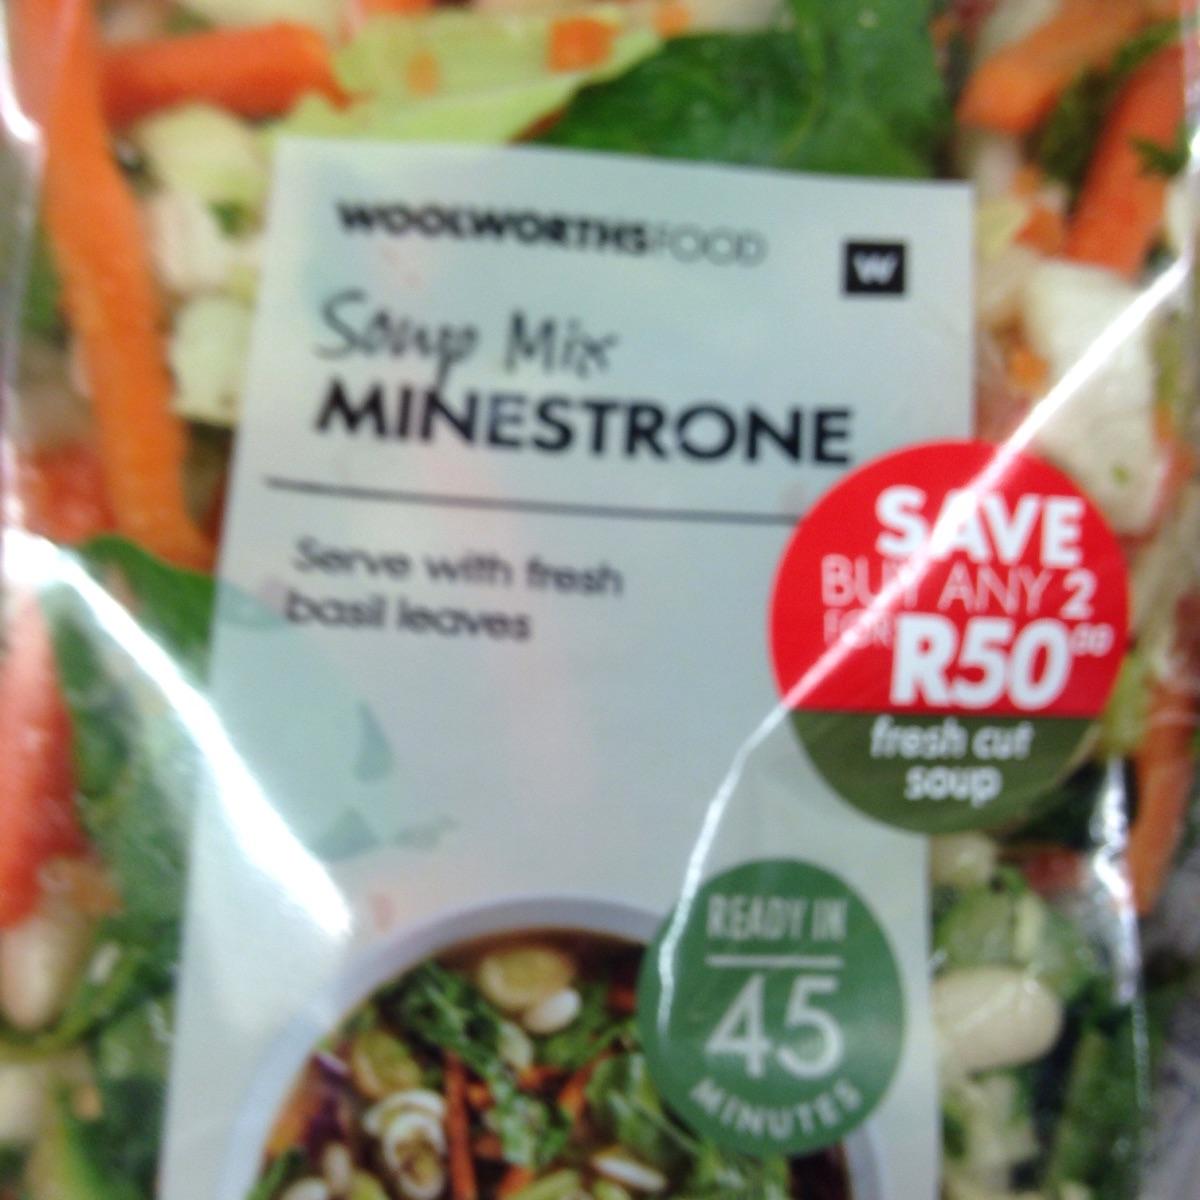 WOOLWORTHSFOOD
W
Soup Mix
MINESTRONE
Serve with fresh
basil leaves
SAVE
BUY ANY 2
FOR R50 00
fresh cut
soup
READY IN
45
MINUTES